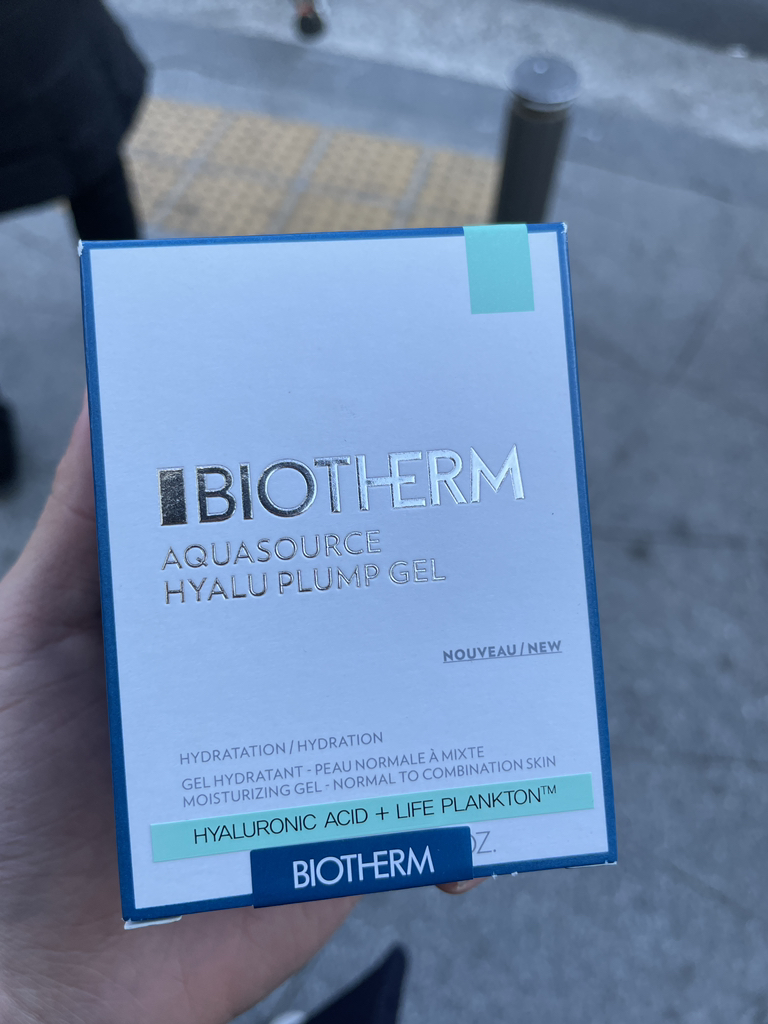 BIOTHERM
AQUASOURCE
HYALU PLUMP GEL
NOUVEAU / NEW
HYDRATATION / HYDRATION
GEL HYDRATANT - PEAU NORMALE À MIXTE
MOISTURIZING GEL - NORMAL TO COMBINATION SKIN
HYALURONIC ACID + LIFE PLANKTON™
OZ.
BIOTHERM